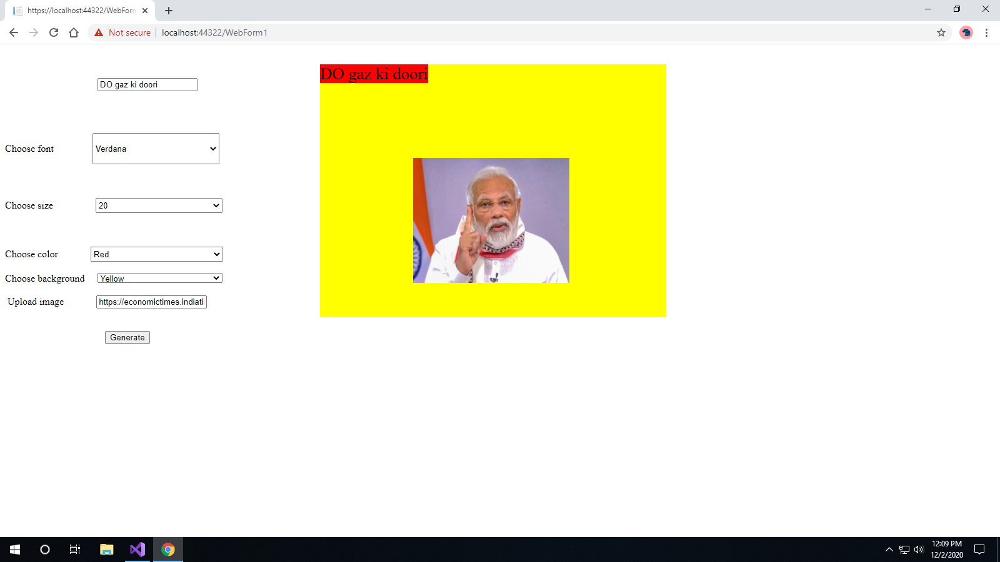 https://localhost:44322/WebForm
Not secure
localhost:44322/WebForm1
DO gaz ki doori
DO gaz ki doori
Choose font
Verdana
Choose size
20
Choose color
Red
Choose background
Yellow
Upload image
https://economictimes.indiati
Generate
12:09 PM
12/2/2020